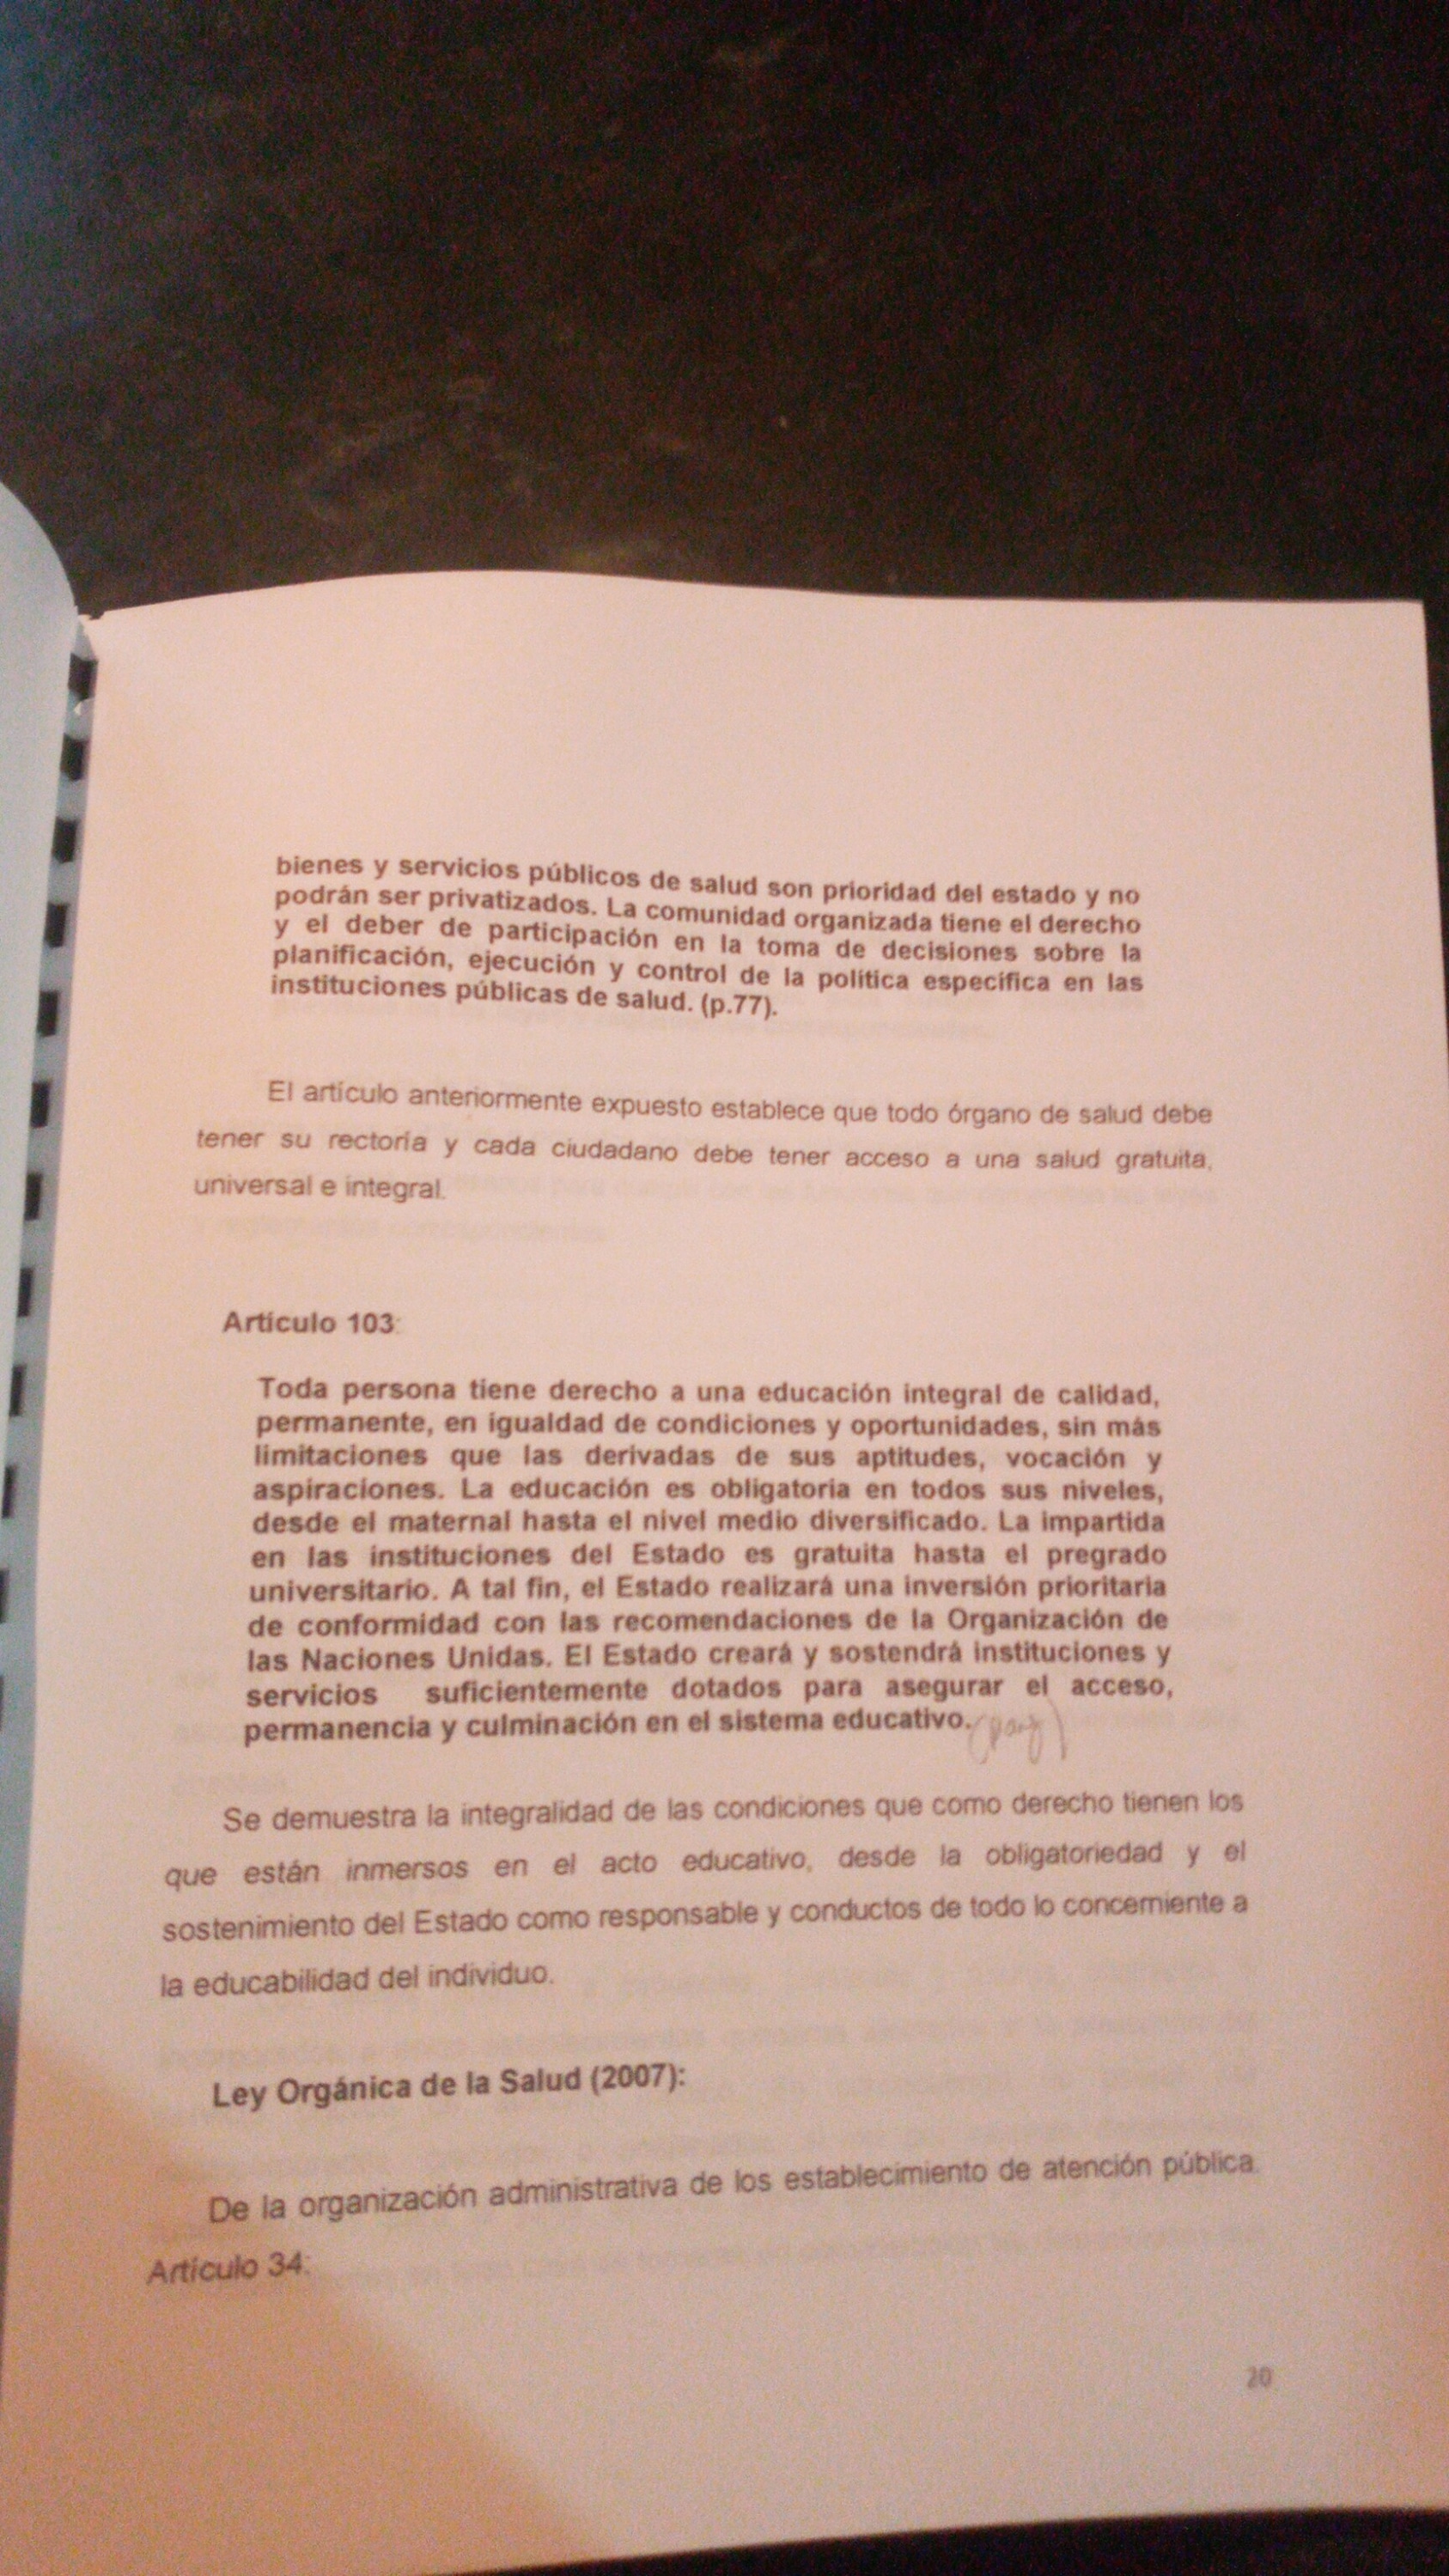 bienes y servicios públicos de salud son prioridad del estado y no
podrán ser privatizados. La comunidad organizada tiene el derecho
y el deber de participación en la toma de decisiones sobre la
planificación, ejecución y control de la política específica en las
instituciones públicas de salud. (p.77).
El artículo anteriormente expuesto establece que todo órgano de salud debe
tener su rectoría y cada ciudadano debe tener acceso a una salud gratuita,
universal e integral.
Artículo 103:
Toda persona tiene derecho a una educación integral de calidad,
permanente, en igualdad de condiciones y oportunidades, sin más
limitaciones que las derivadas de sus aptitudes, vocación y
aspiraciones. La educación es obligatoria en todos sus niveles,
desde el maternal hasta el nivel medio diversificado. La impartida
en las instituciones del Estado es gratuita hasta el pregrado
universitario. A tal fin, el Estado realizará una inversión prioritaria
de conformidad con las recomendaciones de la Organización de
las Naciones Unidas. El Estado creará y sostendrá instituciones y
servicios suficientemente dotados para asegurar el acceso,
permanencia y culminación en el sistema educativo.
Se demuestra la integralidad de las condiciones que como derecho tienen los
que están inmersos en el acto educativo, desde la obligatoriedad y el
sostenimiento del Estado como responsable y conductos de todo lo concerniente a
la educabilidad del individuo.
Ley Orgánica de la Salud (2007):
De la organización administrativa de los establecimiento de atención pública.
Artículo 34:
20